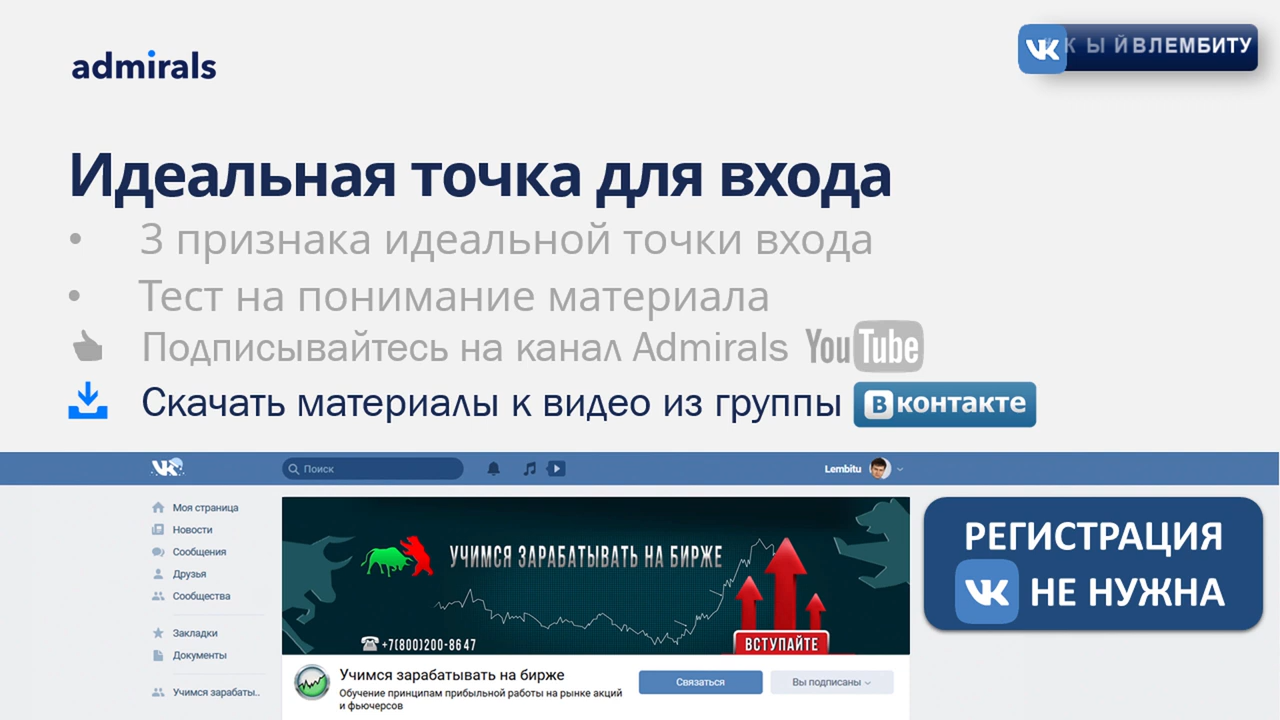 admirals
ВЛЕМБИТУ
Идеальная точка для входа
• 3 признака идеальной точки входа
• Тест на понимание материала
Подписывайтесь на канал Admirals YouTube
Скачать материалы к видео из группы В контакте
Поиск
Lembitu
Моя страница
Новости
Сообщения
Друзья
Сообщества
Закладки
Документы
Учимся зарабаты..
УЧИМСЯ ЗАРАБАТЫВАТЬ НА БИРЖЕ
+7(800)200-8647
ВСТУПАЙТЕ
Учимся зарабатывать на бирже
Обучение принципам прибыльной работы на рынке акций
и фьючерсов
Связаться
Вы подписаны
РЕГИСТРАЦИЯ
VK НЕ НУЖНА